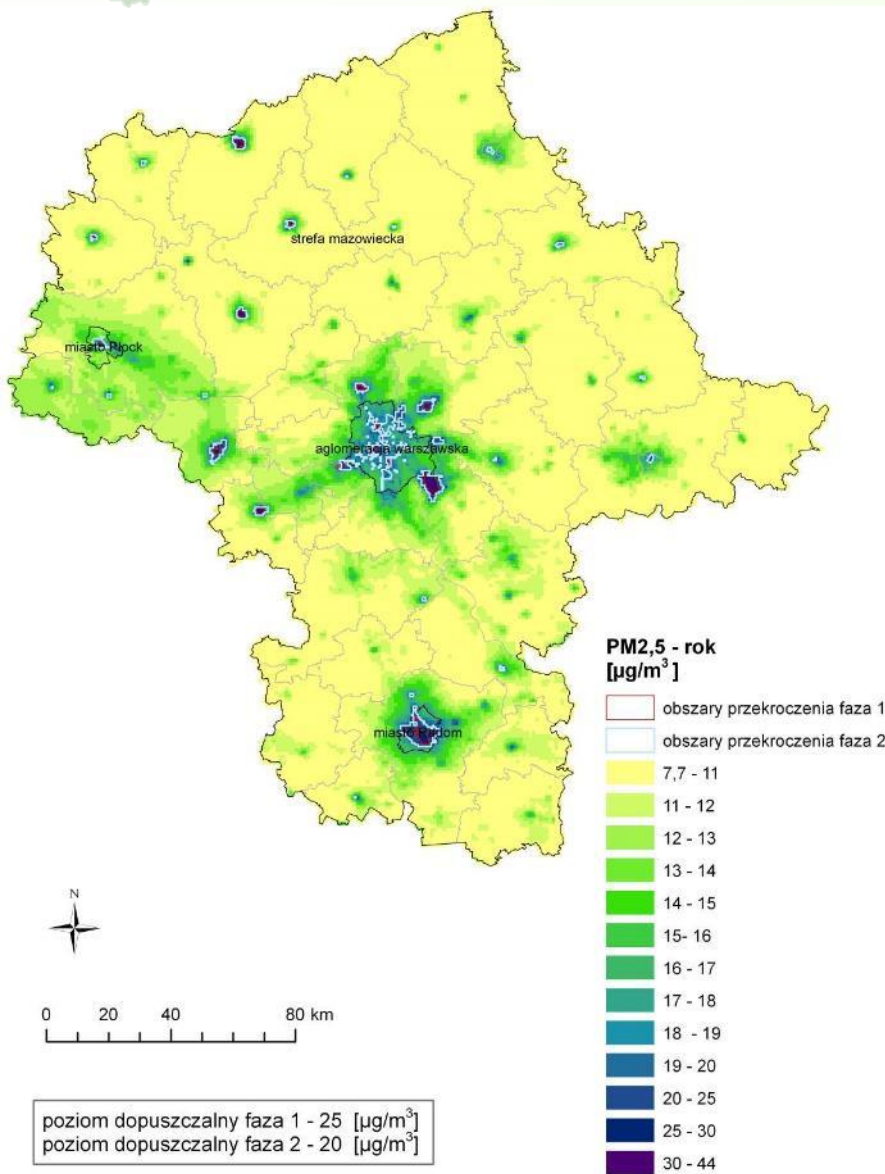 strefa mazowiecka
miasto Płock
aglomeracja warszawska
miasto Radom
PM2,5 - rok
[µg/m³]
obszary przekroczenia faza 1
obszary przekroczenia faza 2
7,7 - 11
11 - 12
12 - 13
13 - 14
14 - 15
15- 16
16 - 17
17 - 18
18 - 19
19 - 20
20 - 25
25 - 30
30 - 44
N
0 20 40 80 km
poziom dopuszczalny faza 1 - 25 [µg/m³]
poziom dopuszczalny faza 2 - 20 [µg/m³]